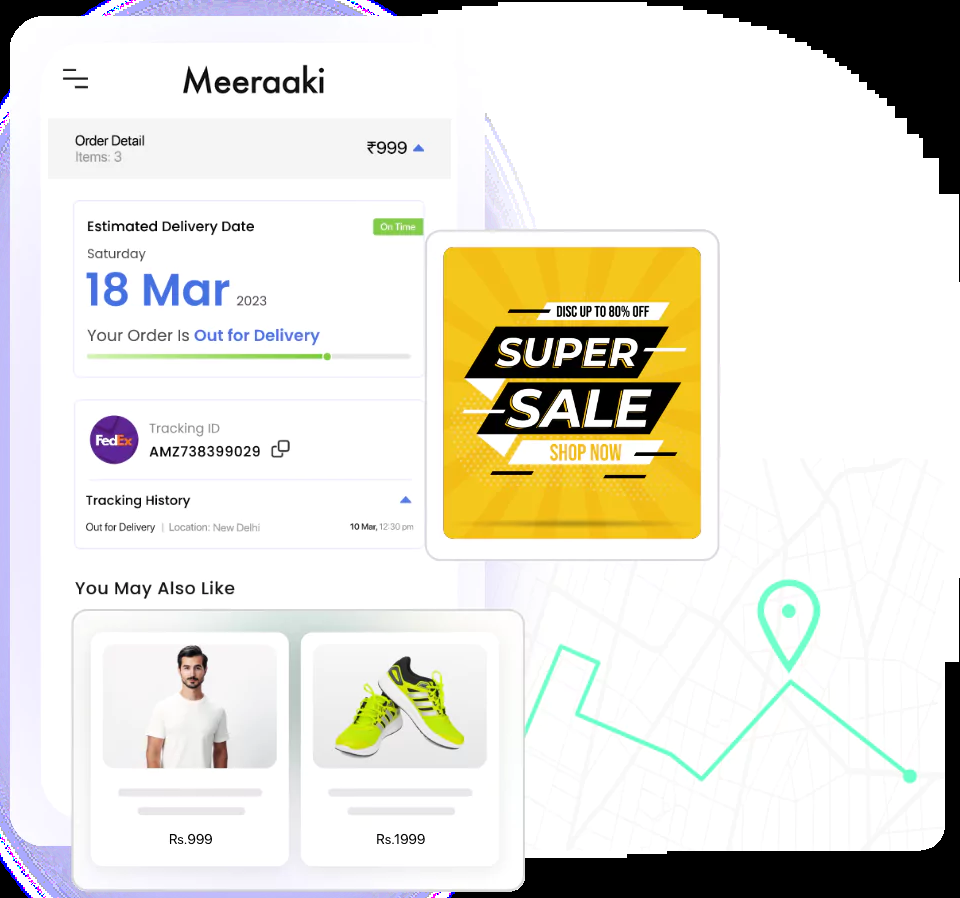 Meeraaki
Order Detail
Items: 3
₹999
Estimated Delivery Date
On Time
Saturday
18 Mar 2023
Your Order Is Out for Delivery
FedEx
Tracking ID
AMZ738399029
Tracking History
Out for Delivery | Location: New Delhi
10 Mar, 12:30 pm
DISC UP TO 80% OFF
SUPER
SALE
SHOP NOW
You May Also Like
Rs.999
Rs.1999